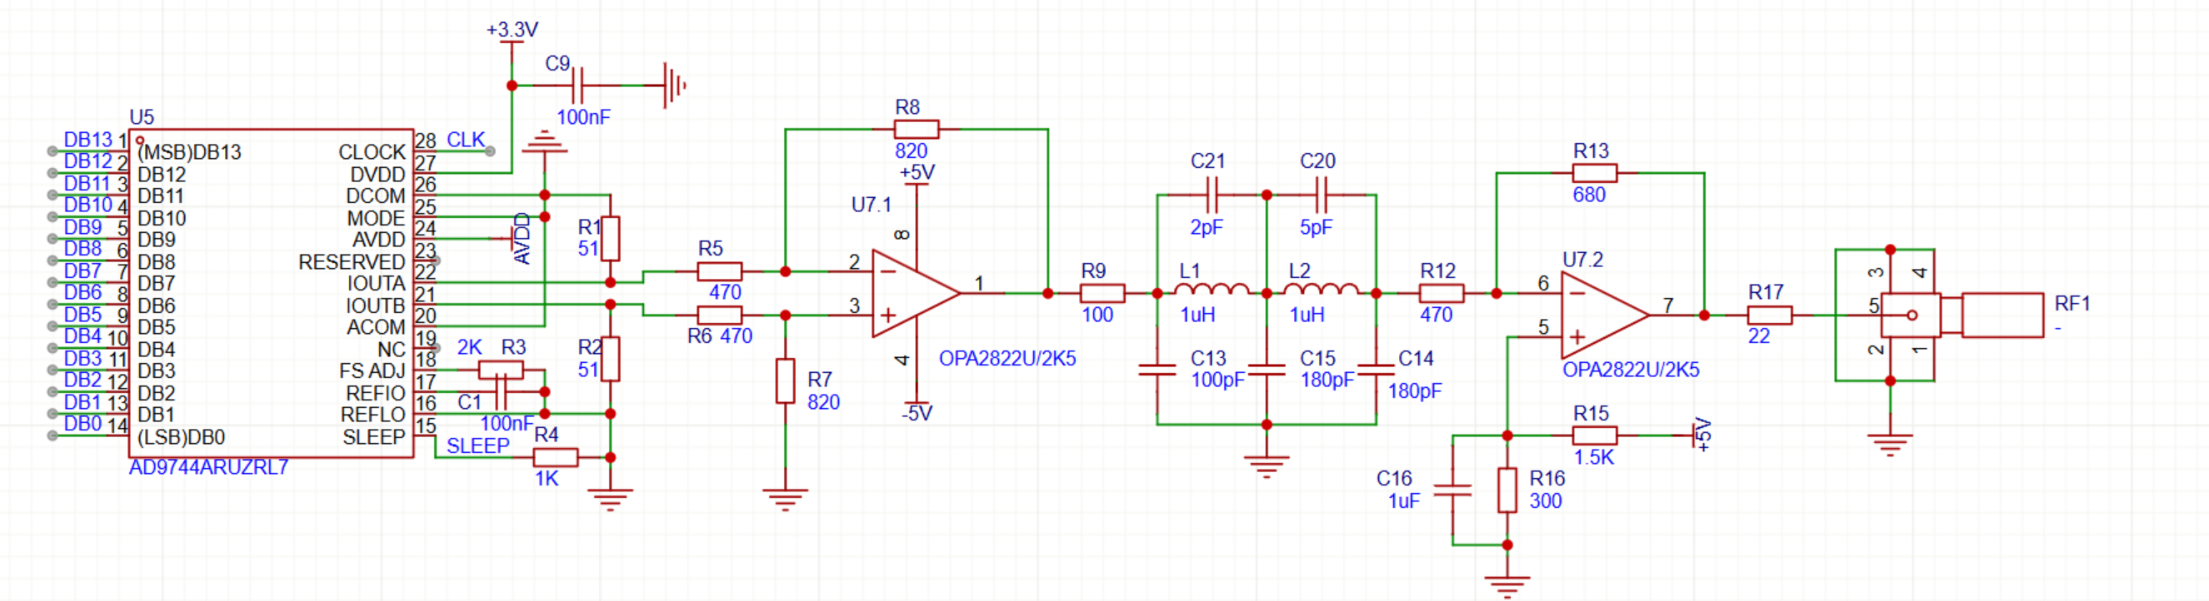 +3.3V
C9
100nF
U5
DB13 1 (MSB)DB13
DB12 2 DB12
DB11 3 DB11
DB10 4 DB10
DB9 5 DB9
DB8 6 DB8
DB7 7 DB7
DB6 8 DB6
DB5 9 DB5
DB4 10 DB4
DB3 11 DB3
DB2 12 DB2
DB1 13 DB1
DB0 14 (LSB)DB0
CLOCK 28 CLK
DVDD 27
DCOM 26
MODE 25
AVDD 24 AVDD
RESERVED 23
IOUTA 22
IOUTB 21
ACOM 20
NC 19
FS ADJ 18
REFIO 17
REFLO 16
SLEEP 15
SLEEP
AD9744ARUZRL7
R1
51
R2
51
2K R3
C1
100nF
R4
1K
R5
470
R6 470
R7
820
R8
820
+5V
U7.1
8
2
3
1
4
-5V
OPA2822U/2K5
R9
100
C21
2pF
C20
5pF
L1
1uH
L2
1uH
C13
100pF
C15
180pF
C14
180pF
R12
470
R13
680
U7.2
6
5
7
OPA2822U/2K5
R15
1.5K
+5V
C16
1uF
R16
300
R17
22
3
4
5
2
1
RF1
-